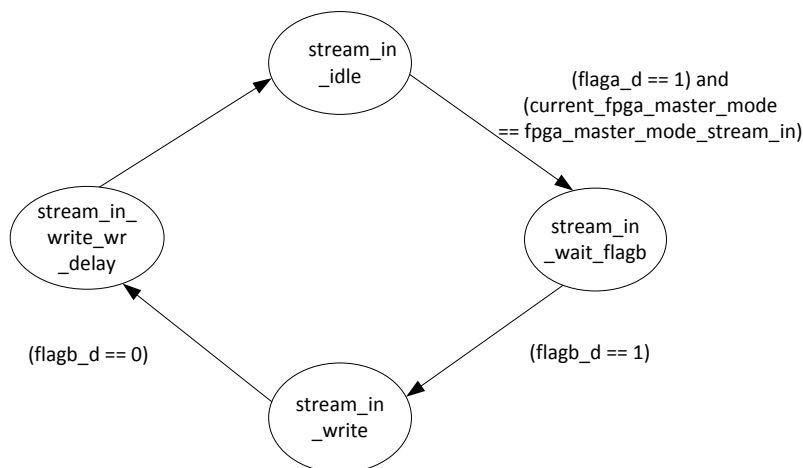 stream_in
_idle
(flaga_d == 1) and
(current_fpga_master_mode
== fpga_master_mode_stream_in)
stream_in_
write_wr
_delay
stream_in
_wait_flagb
(flagb_d == 0)
(flagb_d == 1)
stream_in
_write